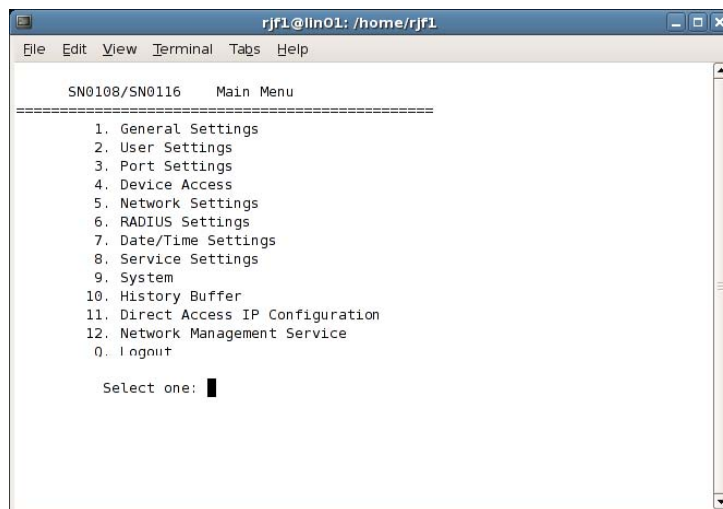 rjf1@lin01: /home/rjf1
File Edit View Terminal Tabs Help
SN0108/SN0116 Main Menu
================================================
1. General Settings
2. User Settings
3. Port Settings
4. Device Access
5. Network Settings
6. RADIUS Settings
7. Date/Time Settings
8. Service Settings
9. System
10. History Buffer
11. Direct Access IP Configuration
12. Network Management Service
Q. Logout
Select one: